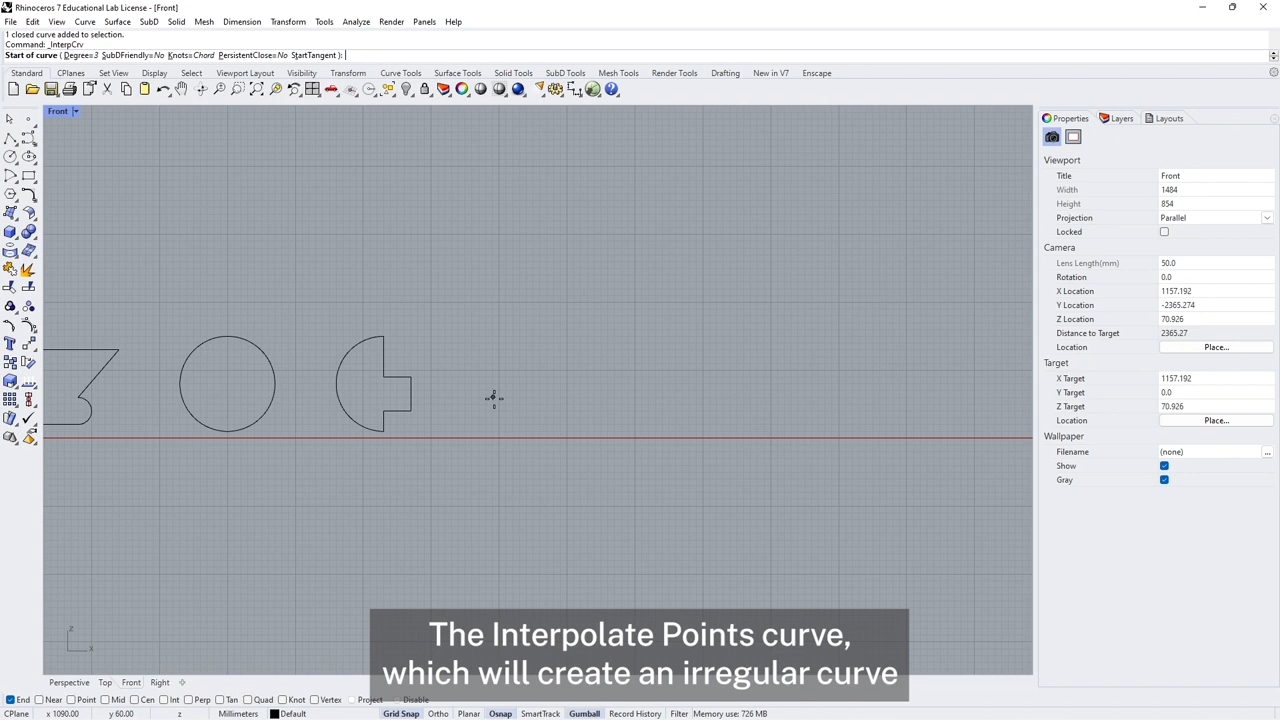 Rhinoceros 7 Educational Lab License - [Front]
File Edit View Curve Surface SubD Solid Mesh Dimension Transform Tools Analyze Render Panels Help
1 closed curve added to selection.
Command: _InterpCrv
Start of curve ( Degree=3 SubDFriendly=No Knots=Chord PersistentClose=No StartTangent ):
Standard CPlanes Set View Display Select Viewport Layout Visibility Transform Curve Tools Surface Tools Solid Tools SubD Tools Mesh Tools Render Tools Drafting New in V7 Enscape
Front
Properties Layers Layouts
Viewport
Title Front
Width 1484
Height 854
Projection Parallel
Locked
Camera
Lens Length(mm) 50.0
Rotation 0.0
X Location 1157.192
Y Location -2365.274
Z Location 70.926
Distance to Target 2365.27
Location Place...
Target
X Target 1157.192
Y Target 0.0
Z Target 70.926
Location Place...
Wallpaper
Filename (none) ...
Show
Gray
z
x
The Interpolate Points curve,
which will create an irregular curve
Perspective Top Front Right
End Near Point Mid Cen Int Perp Tan Quad Knot Vertex Project Disable
CPlane x 1090.00 y 60.00 z Millimeters Default Grid Snap Ortho Planar Osnap SmartTrack Gumball Record History Filter Memory use: 726 MB